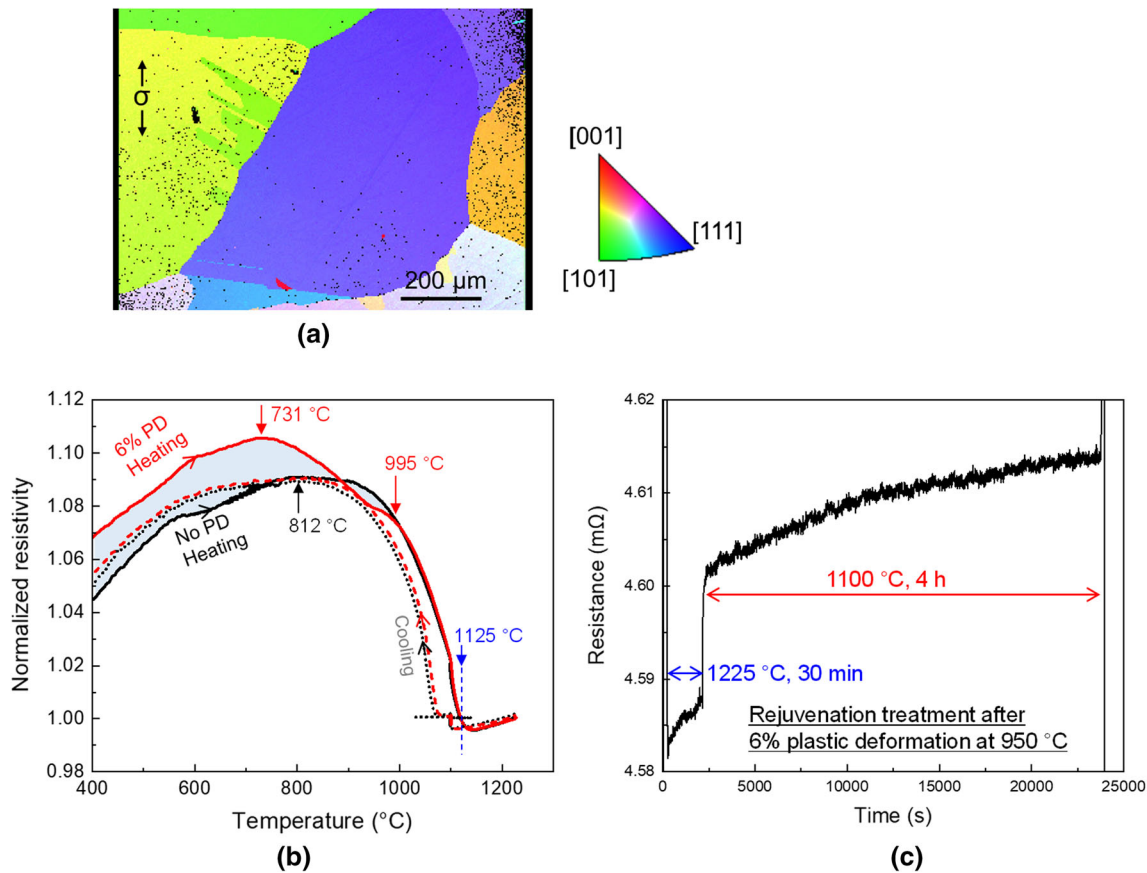 σ
200 μm
[001]
[111]
[101]
(a)
1.12
1.10
1.08
1.06
1.04
1.02
1.00
0.98
Normalized resistivity
6% PD
Heating
731 °C
995 °C
812 °C
No PD
Heating
Cooling
1125 °C
400
600
800
1000
1200
Temperature (°C)
(b)
4.62
4.61
4.60
4.59
4.58
Resistance (mΩ)
1100 °C, 4 h
1225 °C, 30 min
Rejuvenation treatment after
6% plastic deformation at 950 °C
0
5000
10000
15000
20000
25000
Time (s)
(c)